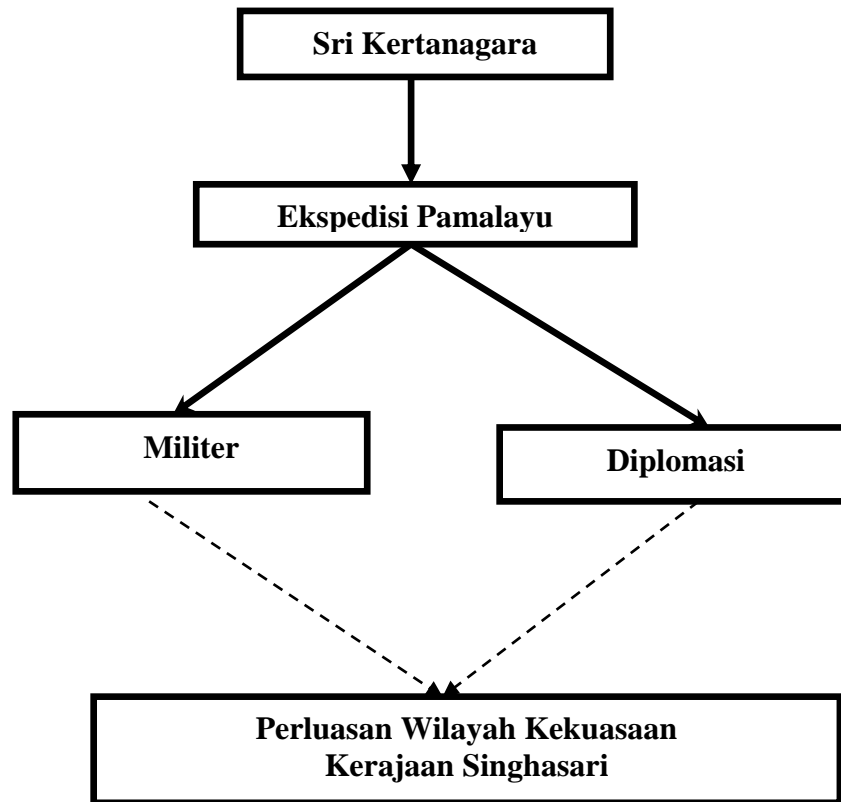 Sri Kertanagara
Ekspedisi Pamalayu
Militer
Diplomasi
Perluasan Wilayah Kekuasaan
Kerajaan Singhasari